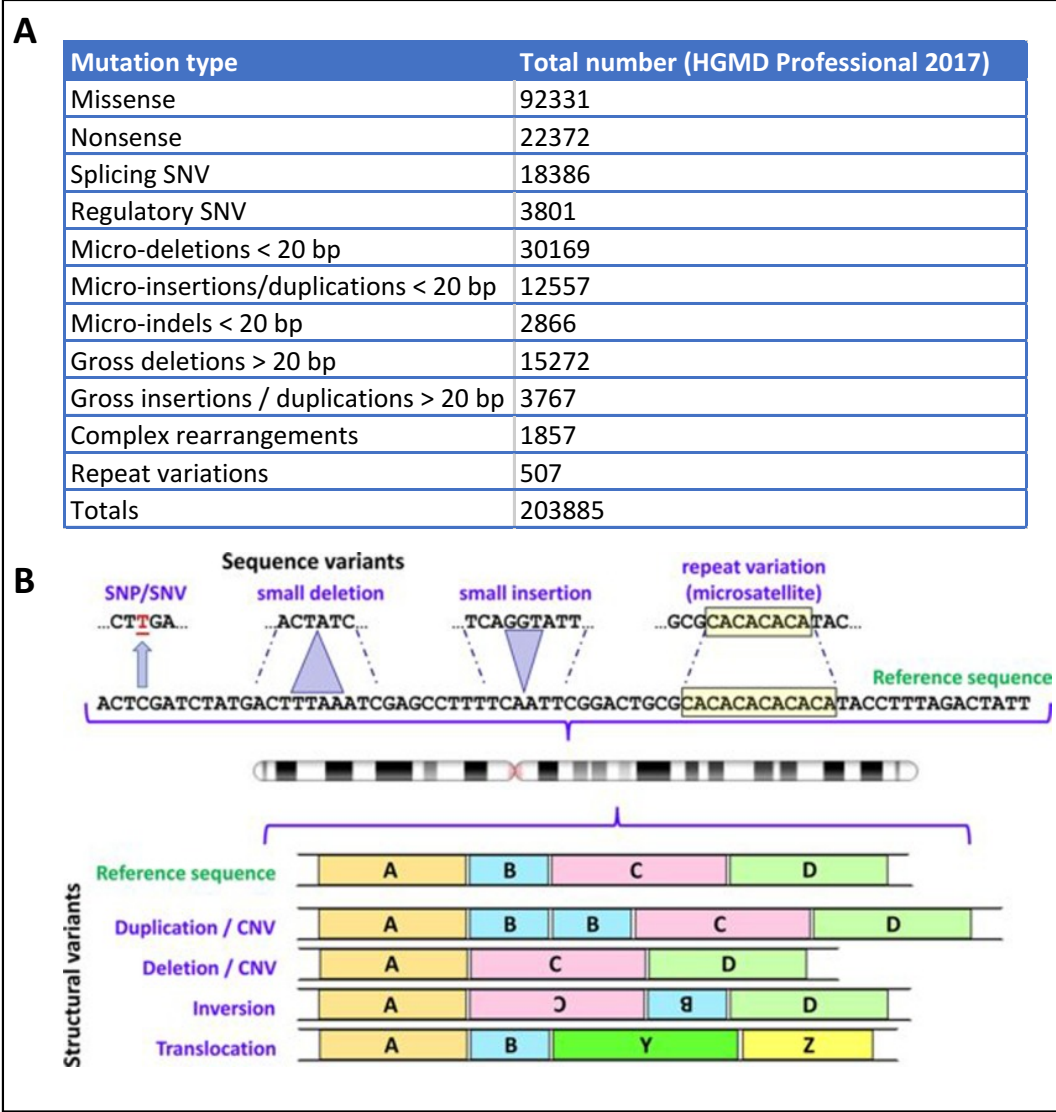 A
Mutation type Total number (HGMD Professional 2017)
Missense 92331
Nonsense 22372
Splicing SNV 18386
Regulatory SNV 3801
Micro-deletions < 20 bp 30169
Micro-insertions/duplications < 20 bp 12557
Micro-indels < 20 bp 2866
Gross deletions > 20 bp 15272
Gross insertions / duplications > 20 bp 3767
Complex rearrangements 1857
Repeat variations 507
Totals 203885
B
Sequence variants
SNP/SNV small deletion small insertion repeat variation
(microsatellite)
...CTTGA... ...ACTATC... ...TCAGGTATT... ...GCGCACACACATAC...
Reference sequence
ACTCGATCTATGACTTTAAATCGAGCCTTTTCAATTCGGACTGCGCACACACACACATACCTTTAGACTATT
Structural variants
Reference sequence A B C D
Duplication / CNV A B B C D
Deletion / CNV A C D
Inversion A C B D
Translocation A B Y Z